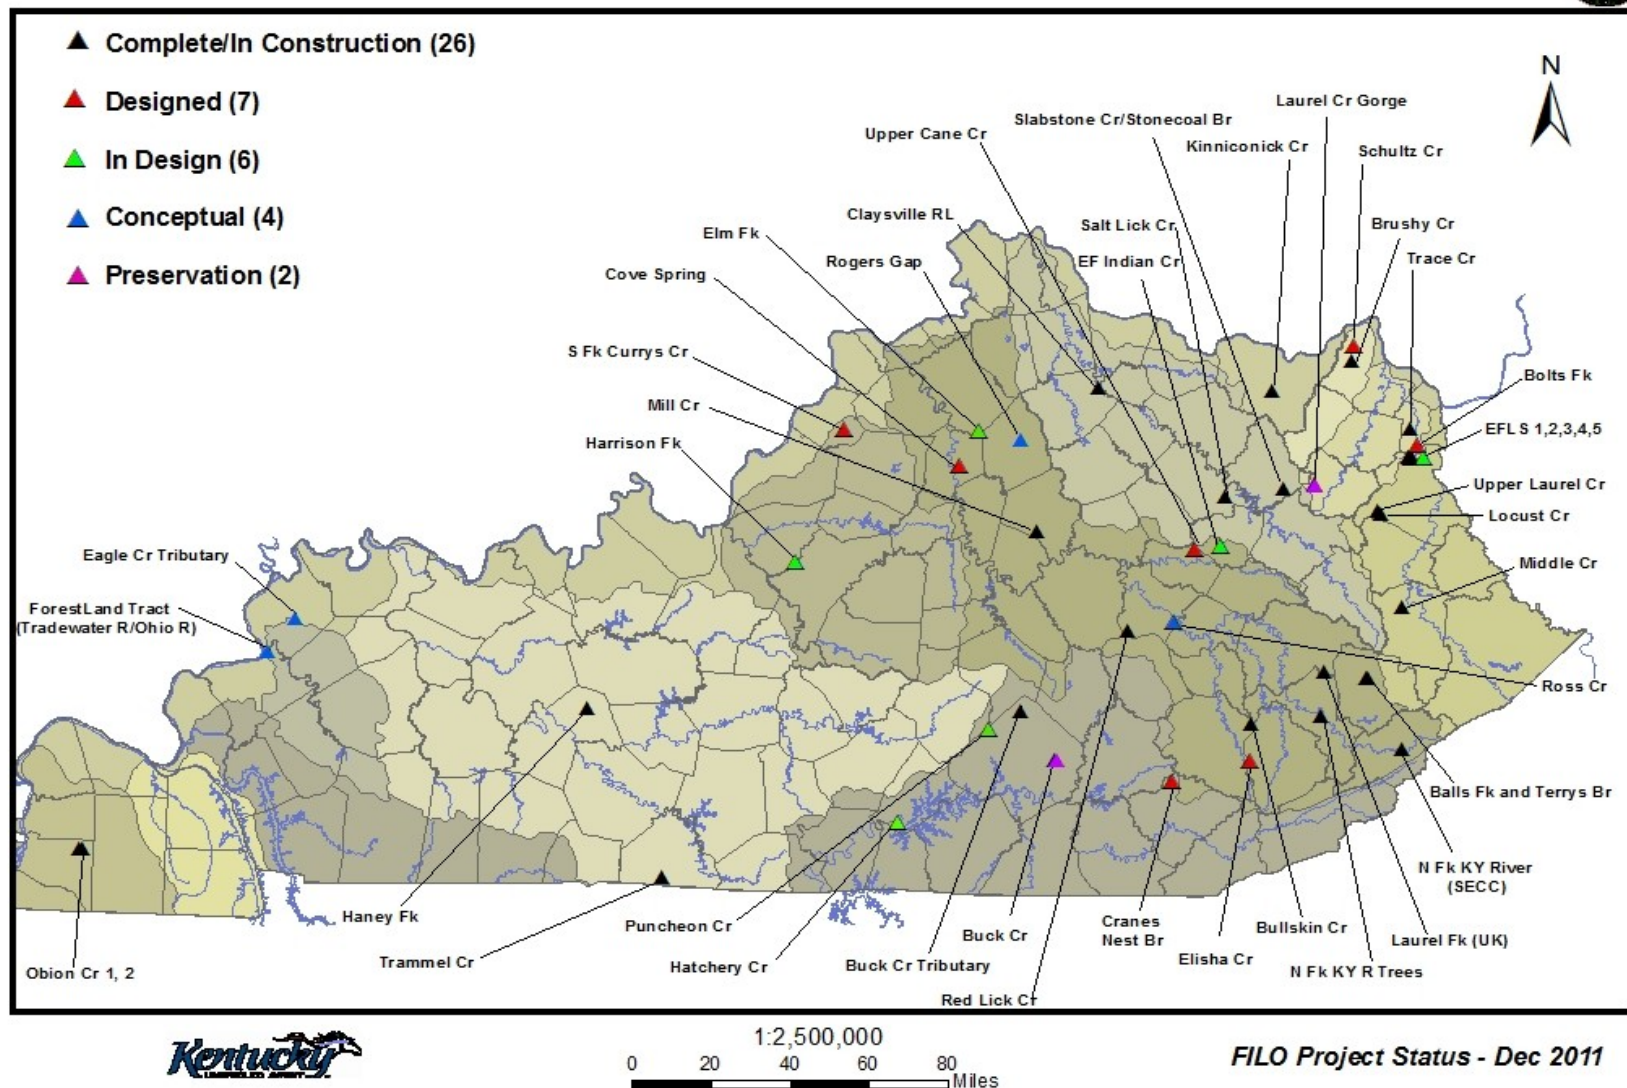 Complete/In Construction (26)
Designed (7)
In Design (6)
Conceptual (4)
Preservation (2)
N
Laurel Cr Gorge
Slabstone Cr/Stonecoal Br
Upper Cane Cr
Kinniconick Cr
Schultz Cr
Claysville RL
Salt Lick Cr
Brushy Cr
Elm Fk
Rogers Gap
EF Indian Cr
Trace Cr
Cove Spring
S Fk Currys Cr
Bolts Fk
Mill Cr
EFL S 1,2,3,4,5
Harrison Fk
Upper Laurel Cr
Locust Cr
Eagle Cr Tributary
Middle Cr
ForestLand Tract
(Tradewater R/Ohio R)
Ross Cr
Balls Fk and Terrys Br
N Fk KY River
(SECC)
Haney Fk
Puncheon Cr
Cranes
Nest Br
Buck Cr
Bullskin Cr
Laurel Fk (UK)
Trammel Cr
Hatchery Cr
Buck Cr Tributary
Elisha Cr
N Fk KY R Trees
Obion Cr 1, 2
Red Lick Cr
Kentucky
1:2,500,000
0 20 40 60 80
Miles
FILO Project Status - Dec 2011